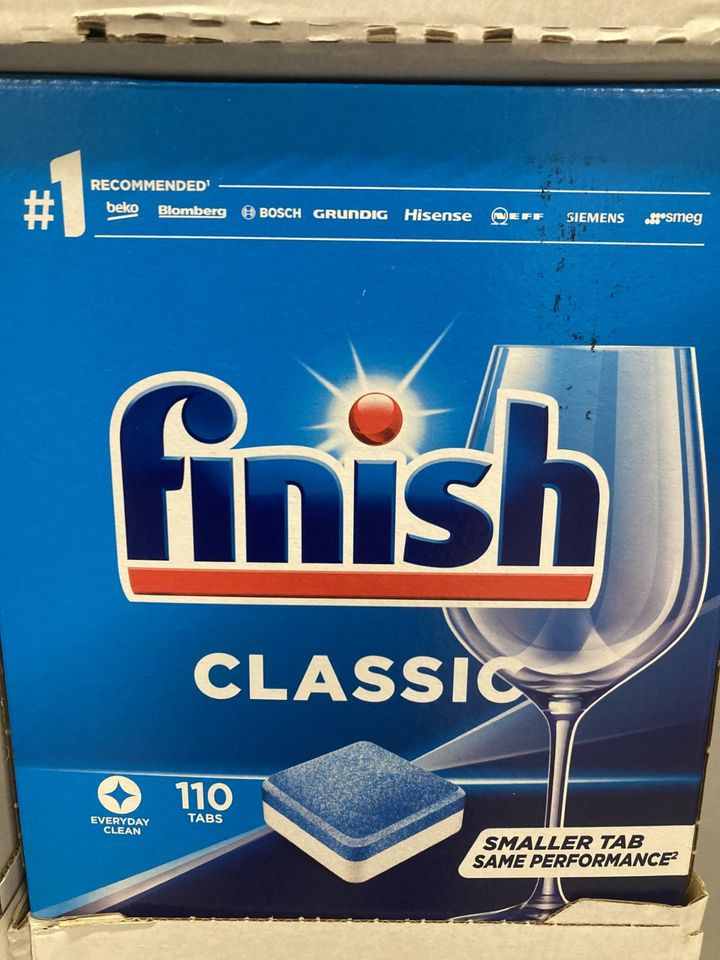 #1 RECOMMENDED¹
beko Blomberg BOSCH GRUNDIG Hisense NEFF SIEMENS smeg
finish
CLASSIC
EVERYDAY
CLEAN
110
TABS
SMALLER TAB
SAME PERFORMANCE²